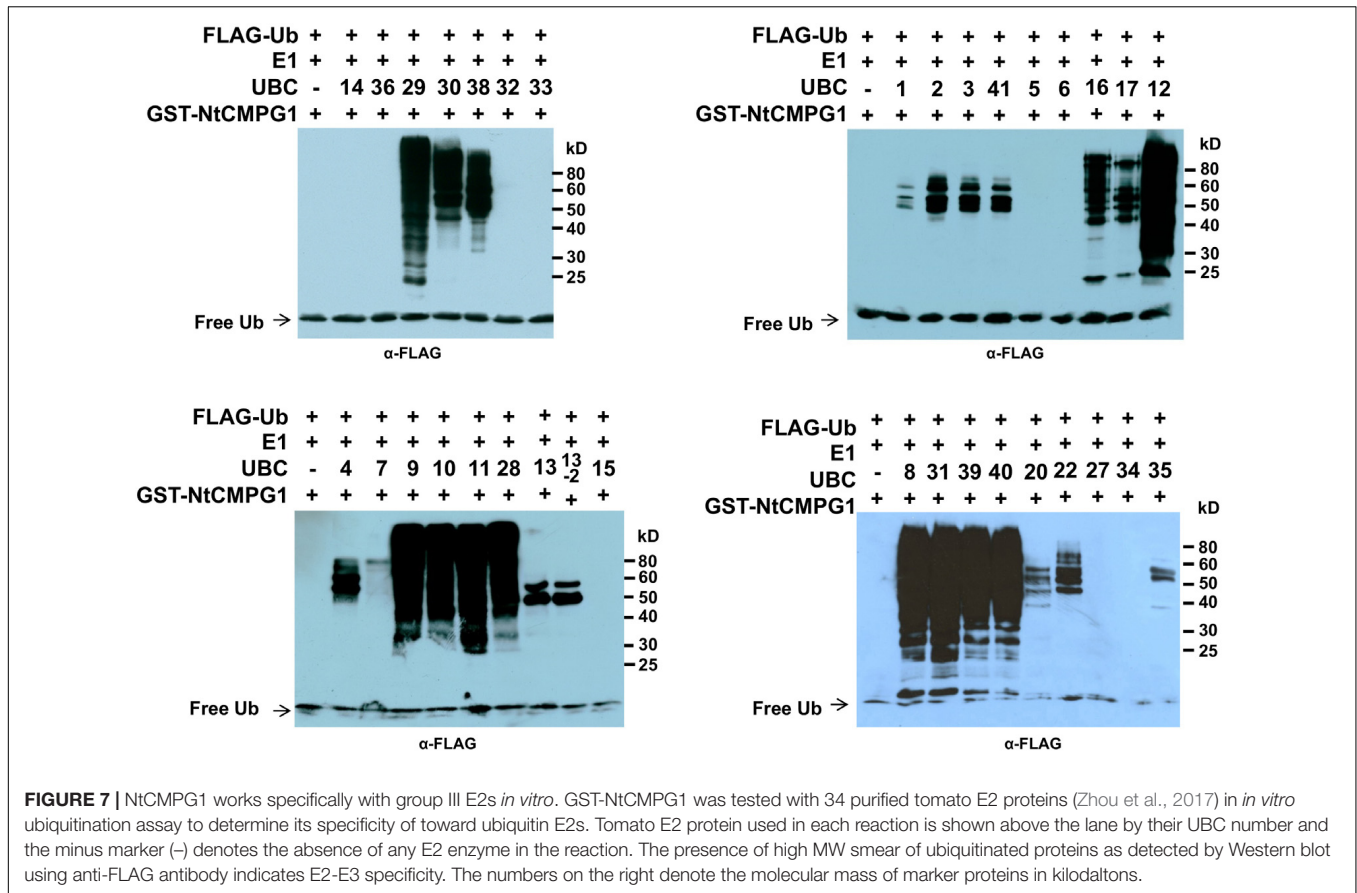 FLAG-Ub + + + + + + + +
E1 + + + + + + + +
UBC - 14 36 29 30 38 32 33
GST-NtCMPG1 + + + + + + + +
kD
80
60
50
40
30
25
Free Ub →
α-FLAG
FLAG-Ub + + + + + + + + + +
E1 + + + + + + + + + +
UBC - 1 2 3 41 5 6 16 17 12
GST-NtCMPG1 + + + + + + + + + +
kD
80
60
50
40
30
25
Free Ub →
α-FLAG
FLAG-Ub + + + + + + + + + +
E1 + + + + + + + + + +
UBC - 4 7 9 10 11 28 13 13-2 15
GST-NtCMPG1 + + + + + + + + + +
kD
80
60
50
40
30
25
Free Ub →
α-FLAG
FLAG-Ub + + + + + + + + + +
E1 + + + + + + + + + +
UBC - 8 31 39 40 20 22 27 34 35
GST-NtCMPG1 + + + + + + + + + +
kD
80
60
50
40
30
25
Free Ub →
α-FLAG
FIGURE 7 | NtCMPG1 works specifically with group III E2s in vitro. GST-NtCMPG1 was tested with 34 purified tomato E2 proteins (Zhou et al., 2017) in in vitro
ubiquitination assay to determine its specificity of toward ubiquitin E2s. Tomato E2 protein used in each reaction is shown above the lane by their UBC number and
the minus marker (–) denotes the absence of any E2 enzyme in the reaction. The presence of high MW smear of ubiquitinated proteins as detected by Western blot
using anti-FLAG antibody indicates E2-E3 specificity. The numbers on the right denote the molecular mass of marker proteins in kilodaltons.